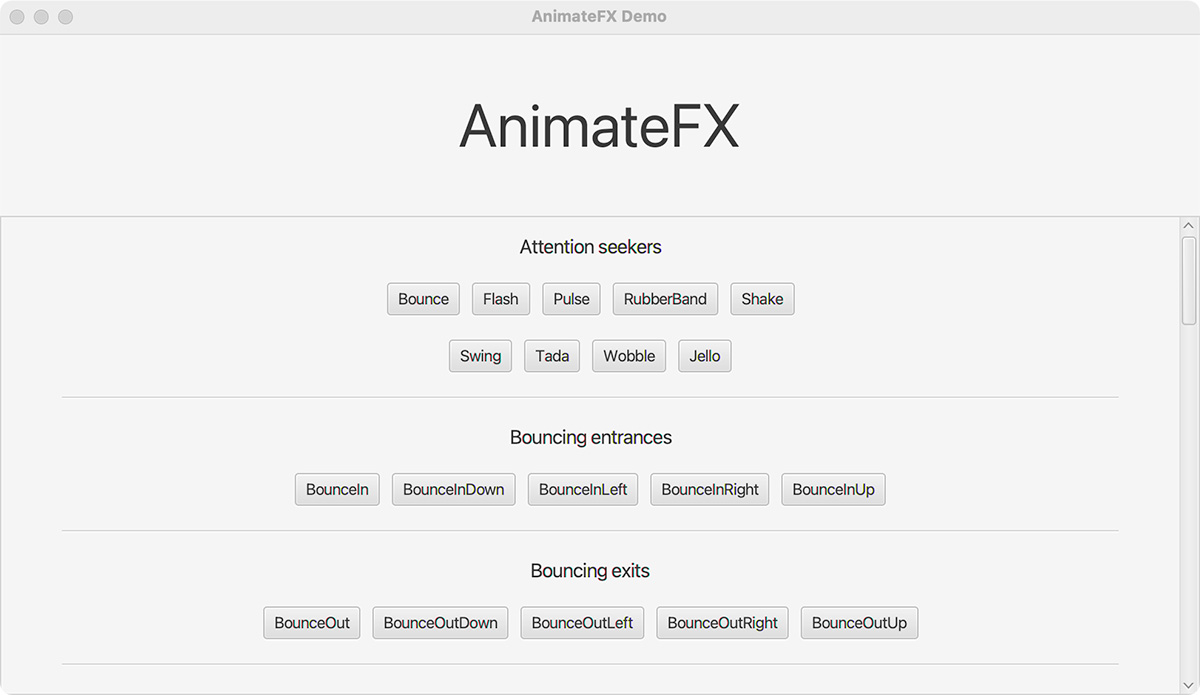 AnimateFX Demo
AnimateFX
Attention seekers
Bounce Flash Pulse RubberBand Shake
Swing Tada Wobble Jello
Bouncing entrances
BounceIn BounceInDown BounceInLeft BounceInRight BounceInUp
Bouncing exits
BounceOut BounceOutDown BounceOutLeft BounceOutRight BounceOutUp